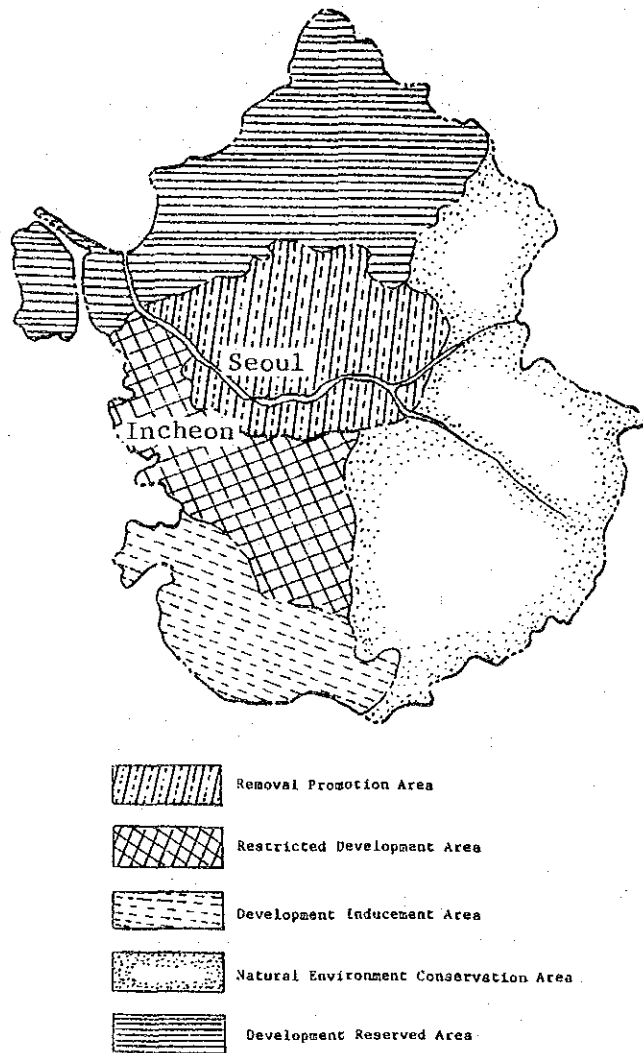 Seoul
Incheon
Removal Promotion Area
Restricted Development Area
Development Inducement Area
Natural Environment Conservation Area
Development Reserved Area